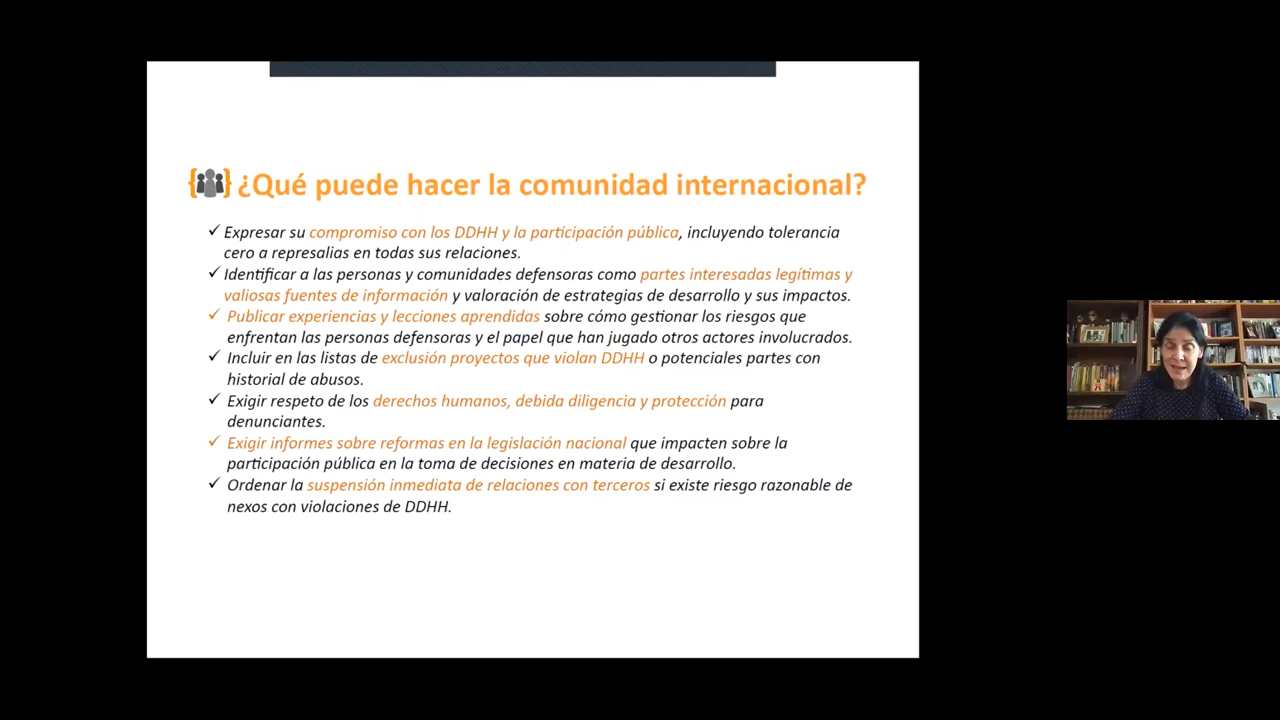 ¿Qué puede hacer la comunidad internacional?
✓ Expresar su compromiso con los DDHH y la participación pública, incluyendo tolerancia
cero a represalias en todas sus relaciones.
✓ Identificar a las personas y comunidades defensoras como partes interesadas legítimas y
valiosas fuentes de información y valoración de estrategias de desarrollo y sus impactos.
✓ Publicar experiencias y lecciones aprendidas sobre cómo gestionar los riesgos que
enfrentan las personas defensoras y el papel que han jugado otros actores involucrados.
✓ Incluir en las listas de exclusión proyectos que violan DDHH o potenciales partes con
historial de abusos.
✓ Exigir respeto de los derechos humanos, debida diligencia y protección para
denunciantes.
✓ Exigir informes sobre reformas en la legislación nacional que impacten sobre la
participación pública en la toma de decisiones en materia de desarrollo.
✓ Ordenar la suspensión inmediata de relaciones con terceros si existe riesgo razonable de
nexos con violaciones de DDHH.